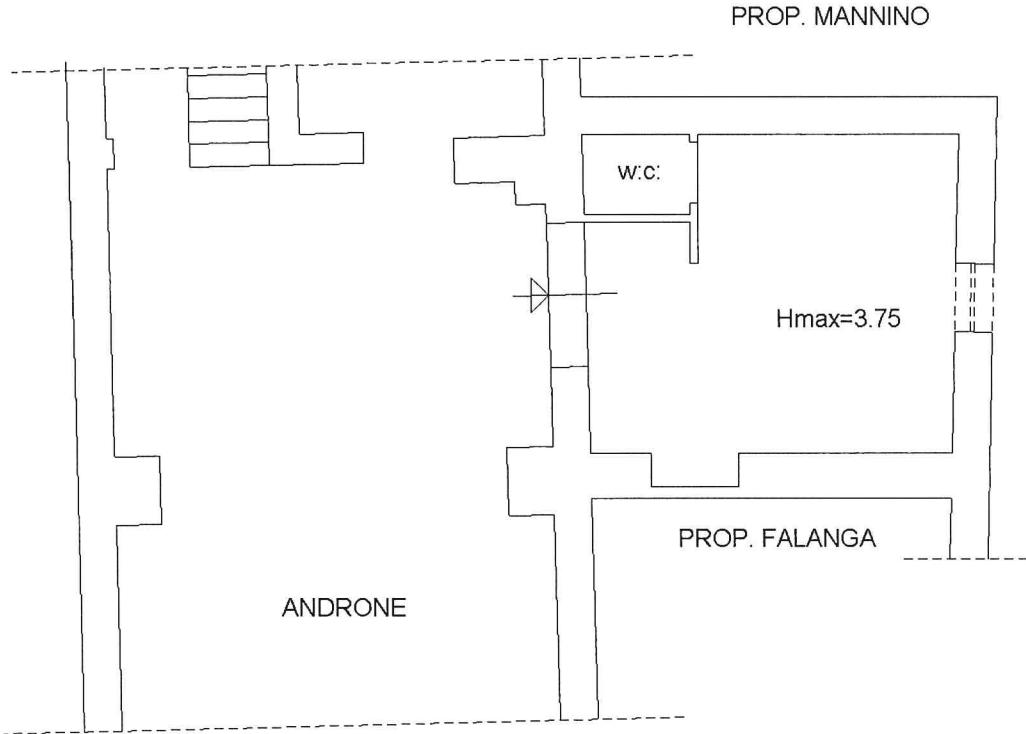 PROP. MANNINO
w:c:
Hmax=3.75
PROP. FALANGA
ANDRONE